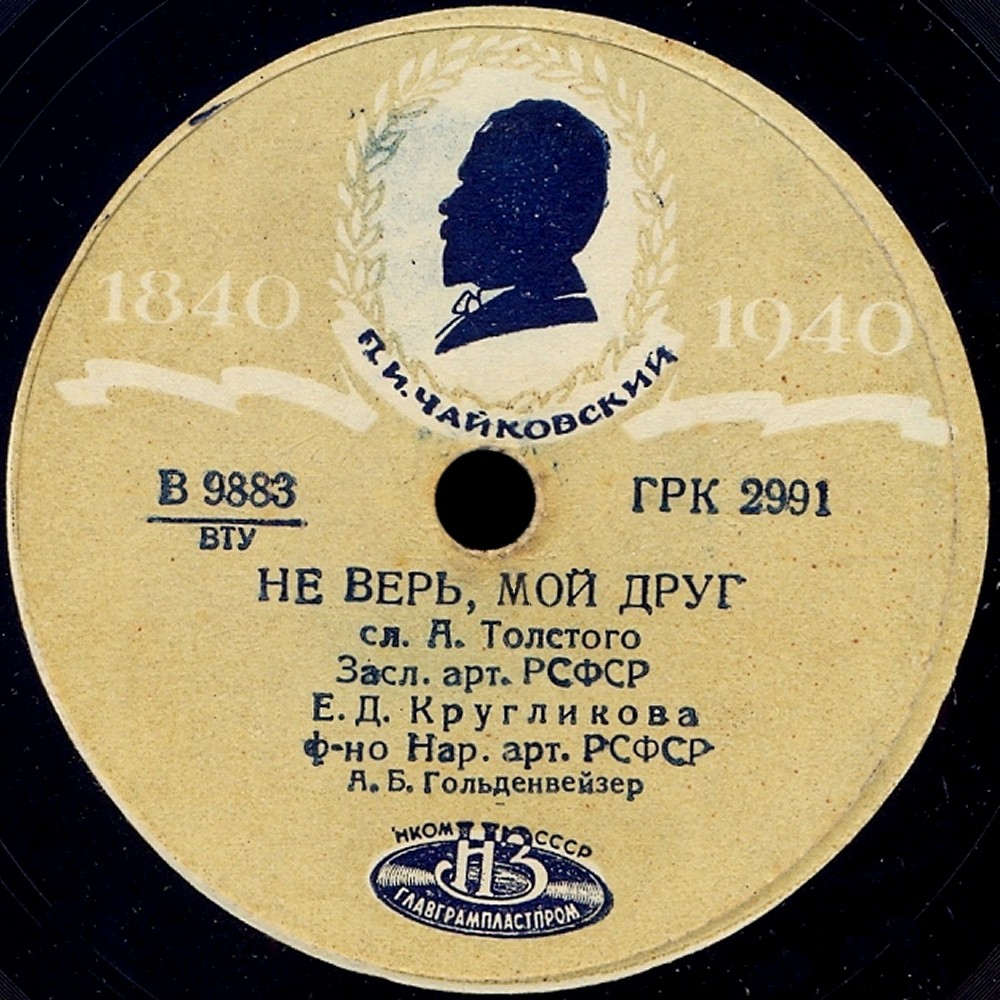 1840 1940
П.И.ЧАЙКОВСКИЙ
В 9883 ГРК 2991
ВТУ
НЕ ВЕРЬ, МОЙ ДРУГ
сл. А. Толстого
Засл. арт. РСФСР
Е. Д. Кругликова
ф-но Нар. арт. РСФСР
А. Б. Гольденвейзер
НКОМ СССР
НЗ
ГЛАВГРАМПЛАСТПРОМ